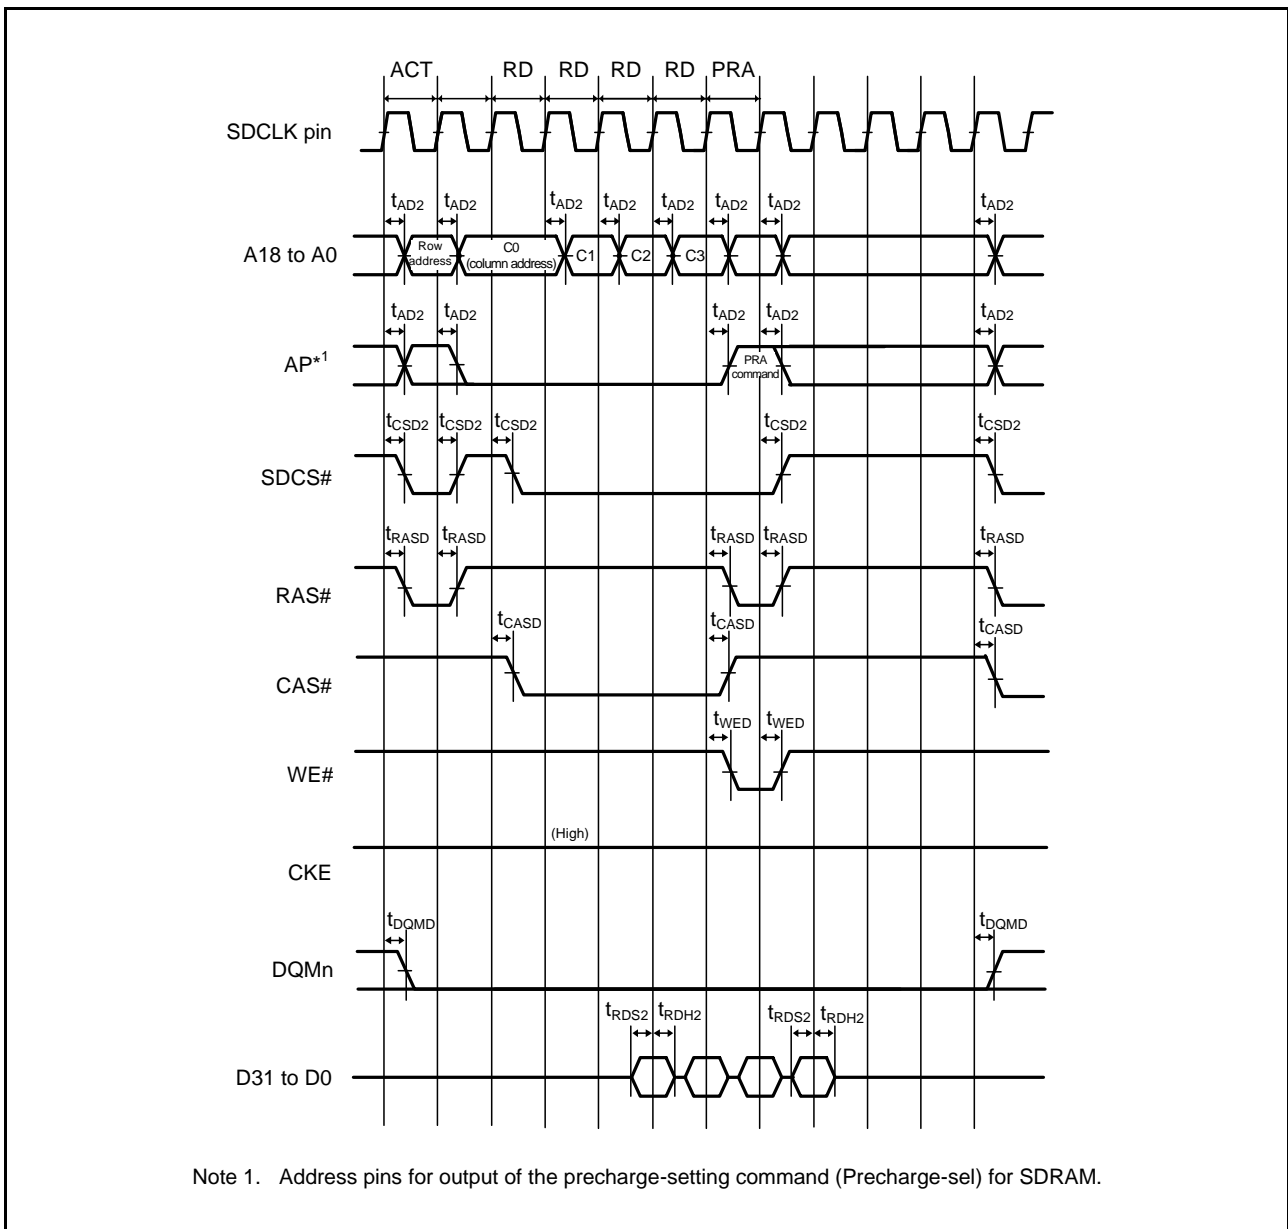 ACT RD RD RD RD PRA
SDCLK pin
tAD2 tAD2 tAD2 tAD2 tAD2 tAD2 tAD2 tAD2
A18 to A0
Row address
C0 (column address)
C1
C2
C3
tAD2 tAD2 tAD2 tAD2 tAD2
AP*1
PRA command
tCSD2 tCSD2 tCSD2 tCSD2 tCSD2
SDCS#
tRASD tRASD tRASD tRASD tRASD
RAS#
tCASD tCASD tCASD
CAS#
tWED tWED
WE#
(High)
CKE
tDQMD tDQMD
DQMn
tRDS2 tRDH2 tRDS2 tRDH2
D31 to D0
Note 1. Address pins for output of the precharge-setting command (Precharge-sel) for SDRAM.